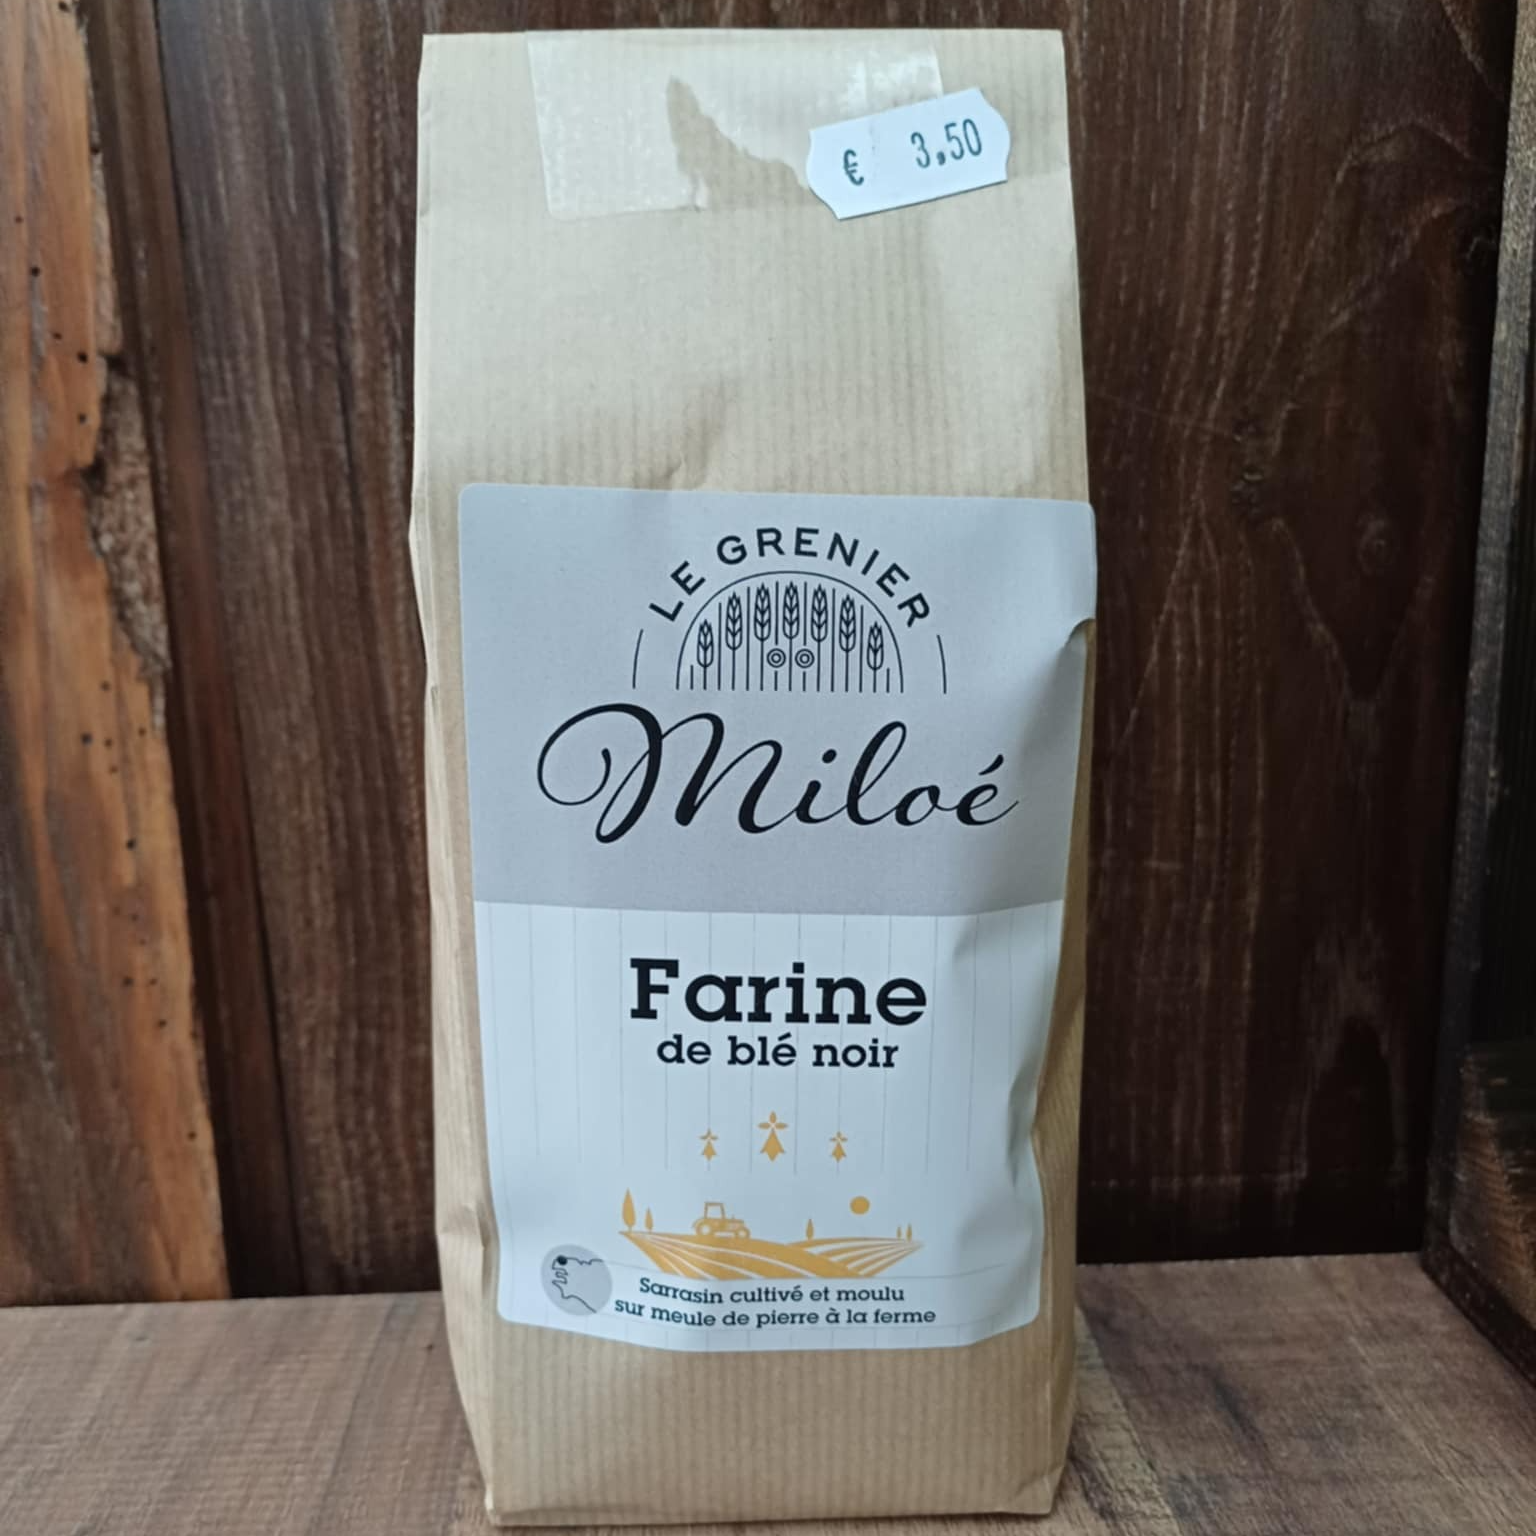 € 3,50
LE GRENIER
Miloé
Farine
de blé noir
Sarrasin cultivé et moulu
sur meule de pierre à la ferme